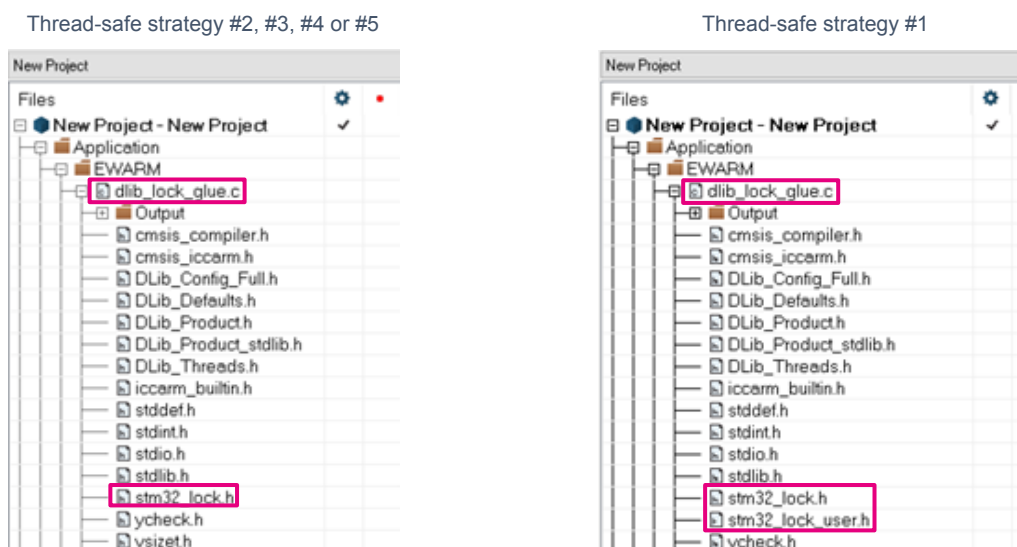 Thread-safe strategy #2, #3, #4 or #5
New Project
Files
New Project - New Project
Application
EWARM
dlib_lock_glue.c
Output
cmsis_compiler.h
cmsis_iccarm.h
DLib_Config_Full.h
DLib_Defaults.h
DLib_Product.h
DLib_Product_stdlib.h
DLib_Threads.h
iccarm_builtin.h
stddef.h
stdint.h
stdio.h
stdlib.h
stm32_lock.h
ycheck.h
ysizet.h
Thread-safe strategy #1
New Project
Files
New Project - New Project
Application
EWARM
dlib_lock_glue.c
Output
cmsis_compiler.h
cmsis_iccarm.h
DLib_Config_Full.h
DLib_Defaults.h
DLib_Product.h
DLib_Product_stdlib.h
DLib_Threads.h
iccarm_builtin.h
stddef.h
stdint.h
stdio.h
stdlib.h
stm32_lock.h
stm32_lock_user.h
ycheck.h